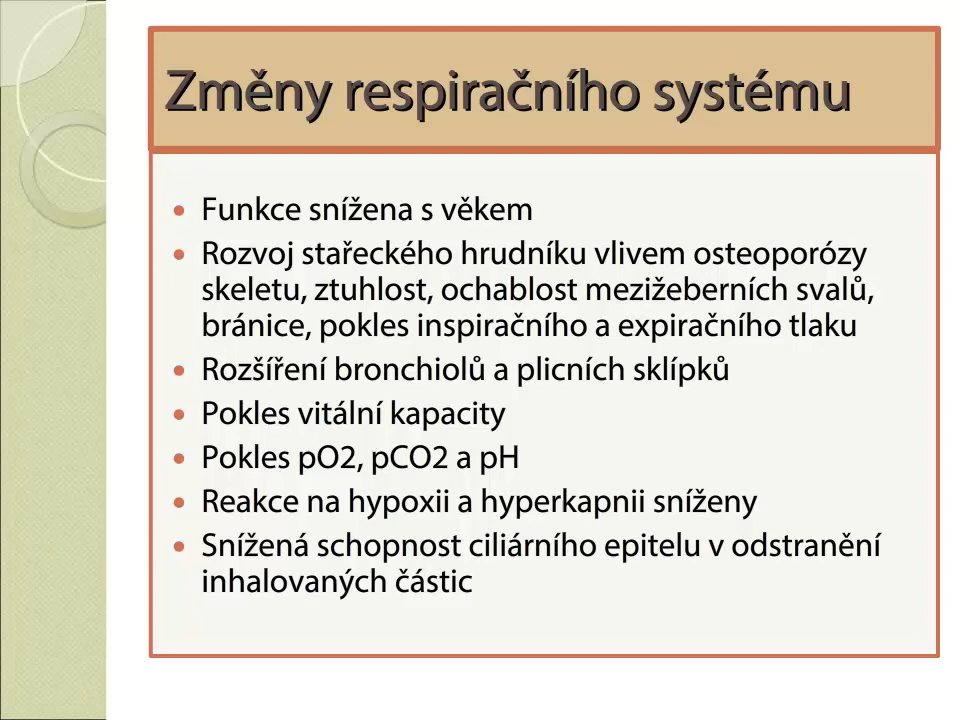 Změny respiračního systému
• Funkce snížena s věkem
• Rozvoj stařeckého hrudníku vlivem osteoporózy
skeletu, ztuhlost, ochablost mezižeberních svalů,
bránice, pokles inspiračního a expiračního tlaku
• Rozšíření bronchiolů a plicních sklípků
• Pokles vitální kapacity
• Pokles pO2, pCO2 a pH
• Reakce na hypoxii a hyperkapnii sníženy
• Snížená schopnost ciliárního epitelu v odstranění
inhalovaných částic